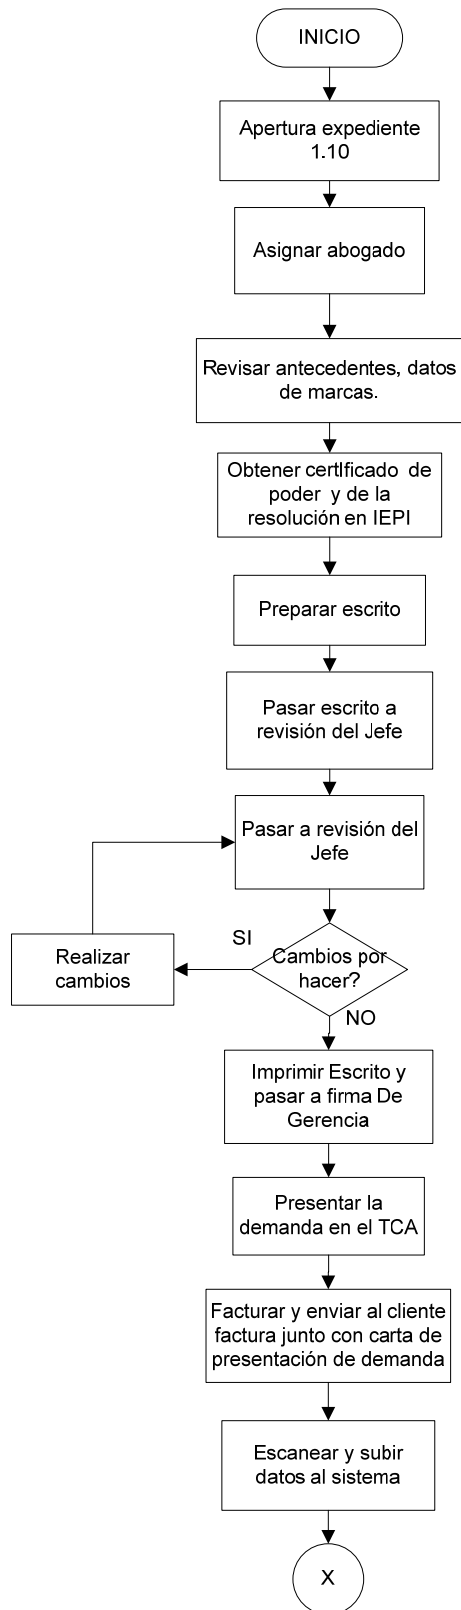 INICIO
Apertura expediente
1.10
Asignar abogado
Revisar antecedentes, datos
de marcas.
Obtener certificado de
poder y de la
resolución en IEPI
Preparar escrito
Pasar escrito a
revisión del Jefe
Pasar a revisión del
Jefe
SI
Cambios por
hacer?
Realizar
cambios
NO
Imprimir Escrito y
pasar a firma De
Gerencia
Presentar la
demanda en el TCA
Facturar y enviar al cliente
factura junto con carta de
presentación de demanda
Escanear y subir
datos al sistema
X